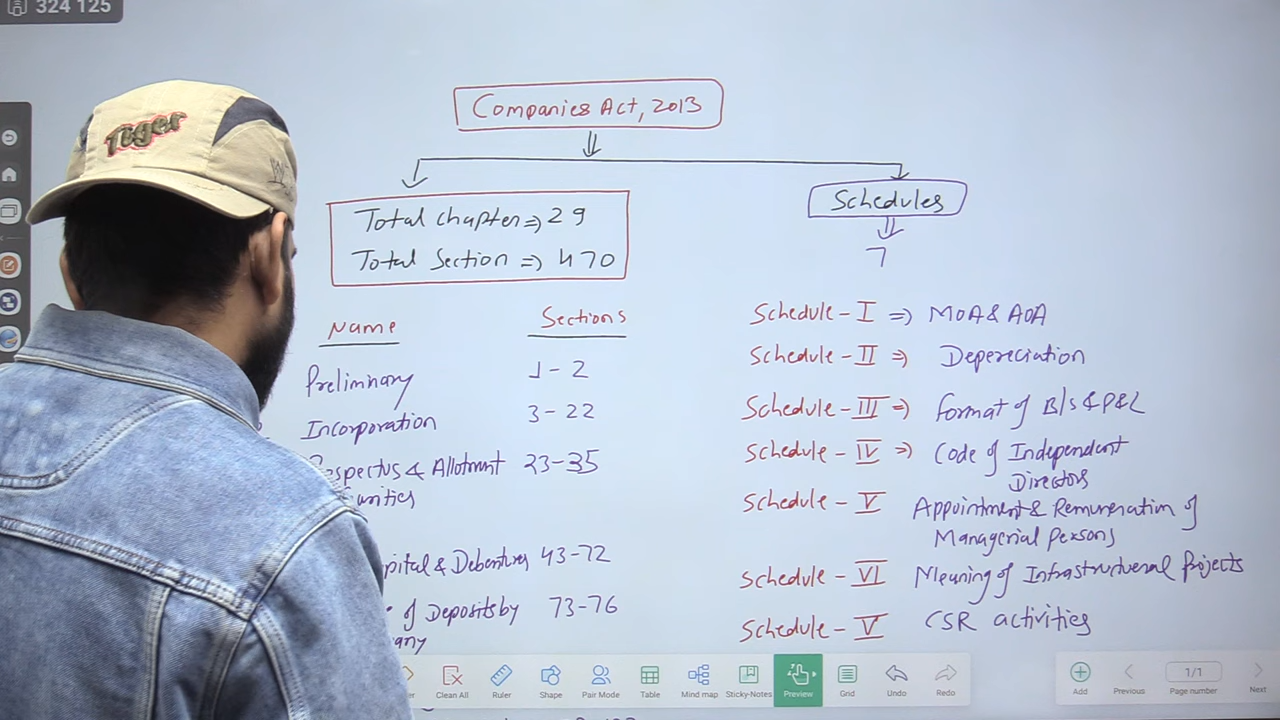 324 125
Tiger
Companies Act, 2013
Total chapter => 29
Total Section => 470
Schedules
7
Name
Sections
Preliminary 1-2
Incorporation 3-22
Prospectus & Allotment 23-35
43-72
of Deposits by 73-76
Schedule - I => MOA & AOA
Schedule - II => Depereciation
Schedule - III => Format of B/s & P&L
Schedule - IV => Code of Independent
Directors
Schedule - V Appointment & Remuneration of
Managerial Persons
Schedule - VI Meaning of Infrastructural Projects
Schedule - V CSR activities
Clean All
Ruler
Shape
Pair Mode
Table
Mind map
Sticky-Notes
Preview
Grid
Undo
Redo
Add
Previous
1/1
Page number
Next